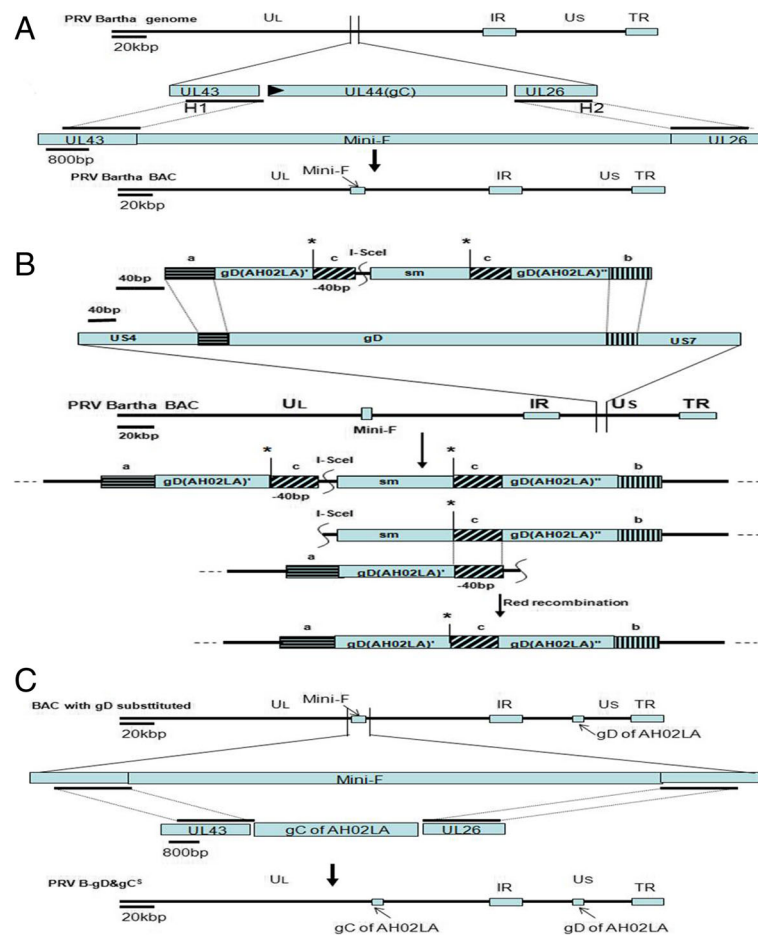 A
PRV Bartha genome UL IR US TR
20kbp
UL43 UL44(gC) UL26
H1 H2
UL43 Mini-F UL26
800bp
PRV Bartha BAC UL Mini-F IR Us TR
20kbp
B
* I-SceI *
a c c b
gD(AH02LA)' sm gD(AH02LA)"
40bp -40bp
40bp
US4 gD US7
PRV Bartha BAC UL IR US TR
20kbp Mini-F
* I-SceI *
a c c b
gD(AH02LA)' sm gD(AH02LA)"
-40bp
*
I-SceI c b
sm gD(AH02LA)"
a
gD(AH02LA)'
-40bp
Red recombination
*
a c b
gD(AH02LA)' gD(AH02LA)"
C
BAC with gD substtituted UL Mini-F IR Us TR
20kbp gD of AH02LA
Mini-F
UL43 gC of AH02LA UL26
800bp
PRV B-gD&gCS UL IR Us TR
20kbp
gC of AH02LA gD of AH02LA